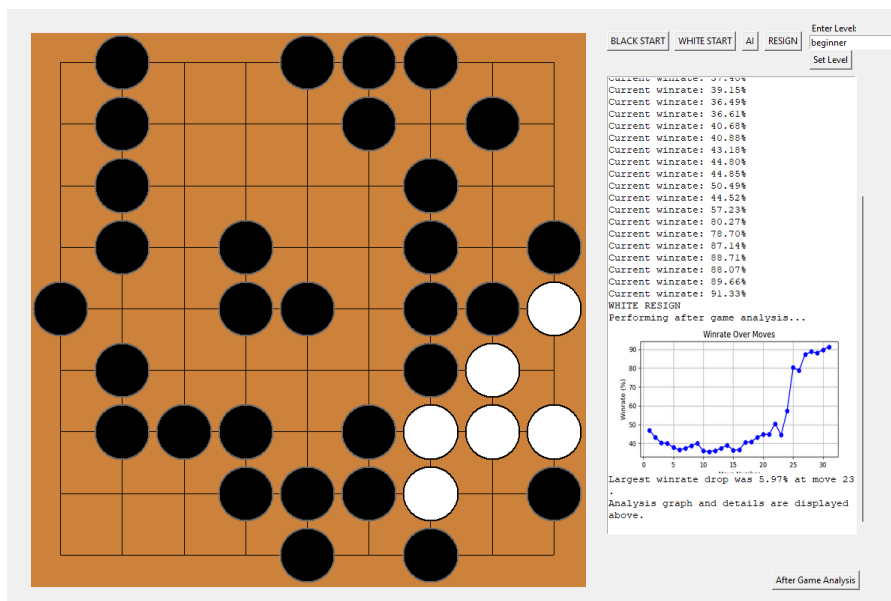 Enter Level:
BLACK START WHITE START AI RESIGN beginner
Set Level
Current winrate: 37.40%
Current winrate: 39.15%
Current winrate: 36.49%
Current winrate: 36.61%
Current winrate: 40.68%
Current winrate: 40.88%
Current winrate: 43.18%
Current winrate: 44.80%
Current winrate: 44.85%
Current winrate: 50.49%
Current winrate: 44.52%
Current winrate: 57.23%
Current winrate: 80.27%
Current winrate: 78.70%
Current winrate: 87.14%
Current winrate: 88.71%
Current winrate: 88.07%
Current winrate: 89.66%
Current winrate: 91.33%
WHITE RESIGN
Performing after game analysis...
Winrate Over Moves
Winrate (%)
90
80
70
60
50
40
0 5 10 15 20 25 30
Largest winrate drop was 5.97% at move 23
.
Analysis graph and details are displayed
above.
After Game Analysis